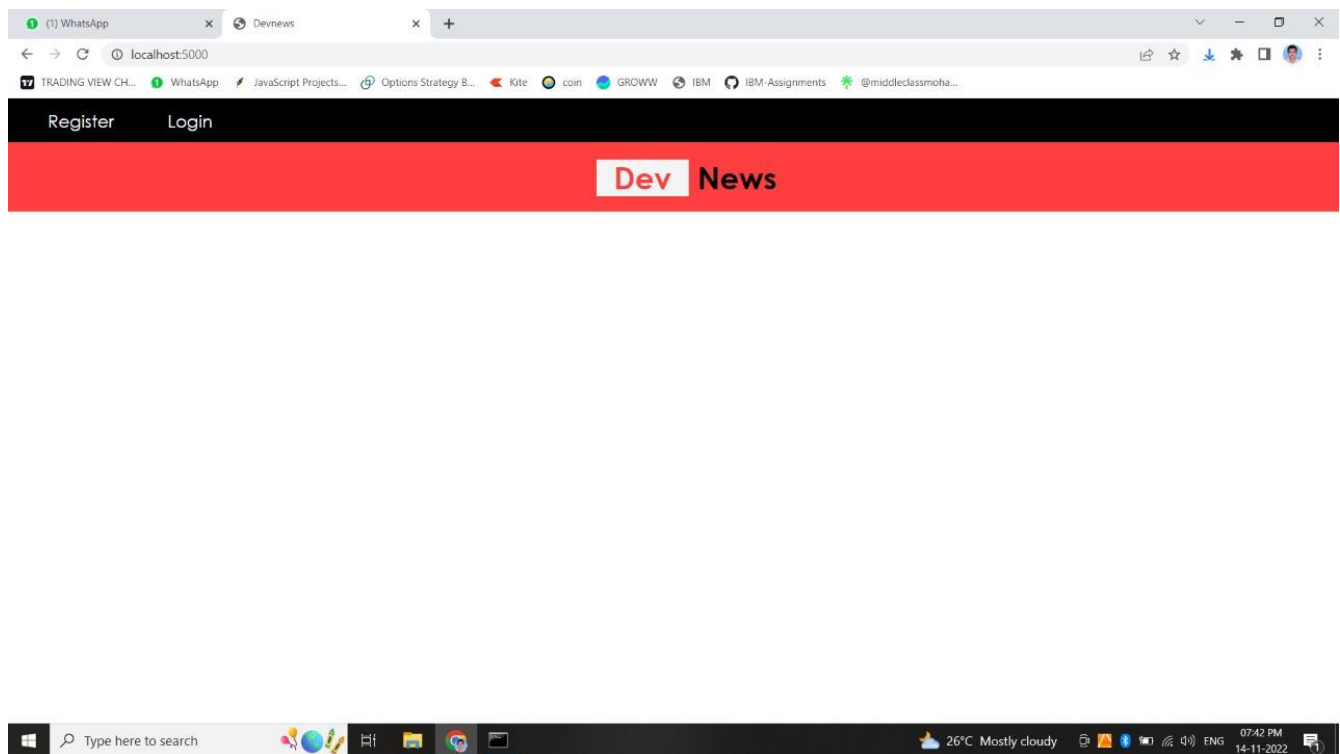 (1) WhatsApp
Devnews
localhost:5000
TRADING VIEW CH... WhatsApp JavaScript Projects... Options Strategy B... Kite coin GROWW IBM IBM-Assignments @middleclassmoha...
Register Login
Dev News
Type here to search 26°C Mostly cloudy ENG 07:42 PM
14-11-2022